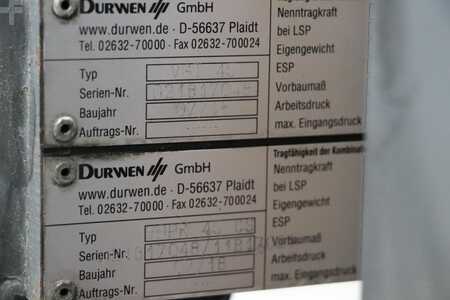 DURWEN GmbH
www.durwen.de · D-56637 Plaidt
Tel. 02632-70000 · Fax 02632-700024
Typ
Serien-Nr.
Baujahr
Auftrags-Nr.
Nenntragkraft
bei LSP
Eigengewicht
ESP
Vorbaumaß
Arbeitsdruck
max. Eingangsdruck
DURWEN GmbH
www.durwen.de · D-56637 Plaidt
Tel. 02632-70000 · Fax 02632-700024
Typ
Serien-Nr.
Baujahr
Auftrags-Nr.
Tragfähigkeit der
Nenntragkraft
bei LSP
Eigengewicht
ESP
Vorbaumaß
Arbeitsdruck
max. Eingangsdruck